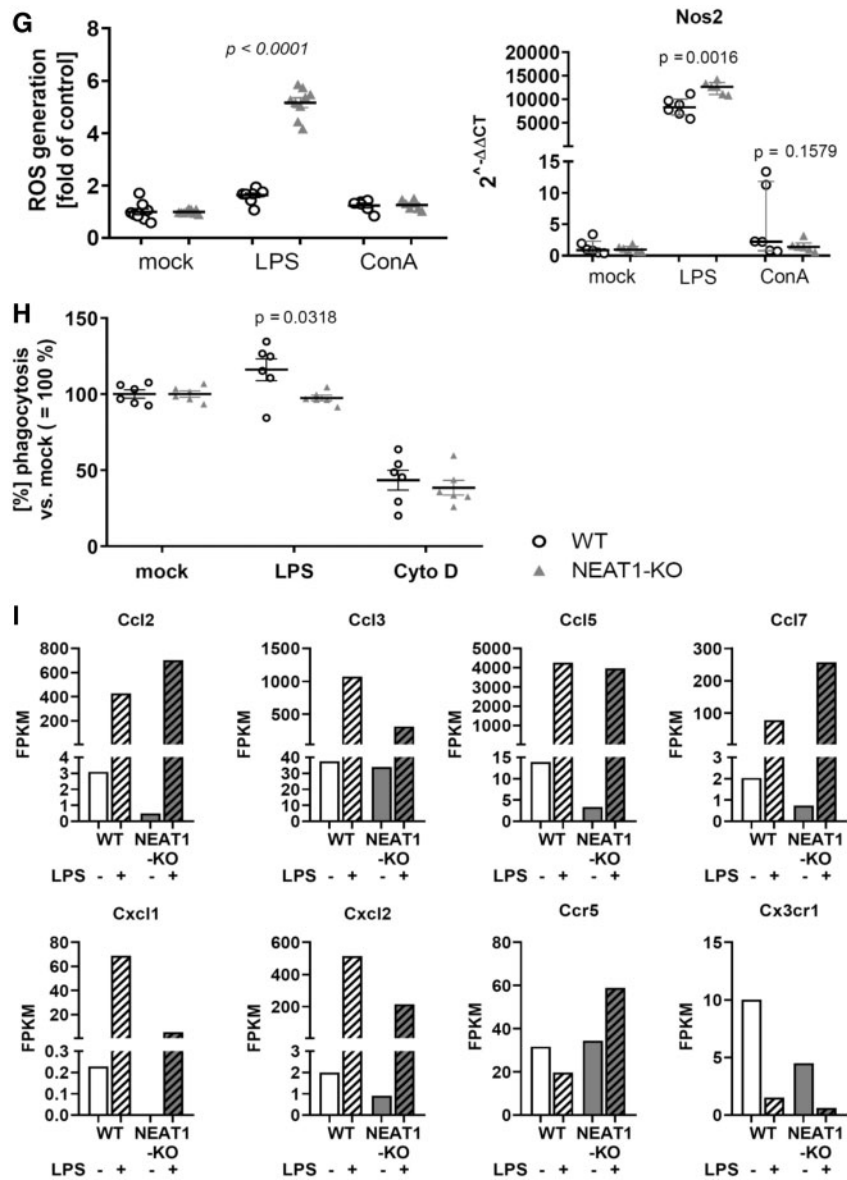 G
ROS generation
[fold of control]
8
6
4
2
0
p < 0.0001
mock LPS ConA
Nos2
2^-ΔΔCT
20000
15000
10000
15
10
5
0
p = 0.0016
p = 0.1579
mock LPS ConA
H
[%] phagocytosis
vs. mock ( = 100 %)
150
100
50
0
p = 0.0318
mock LPS Cyto D
WT
NEAT1-KO
I
Ccl2
FPKM
800
600
400
200
4
3
2
1
0
WT NEAT1
-KO
LPS - + - +
Ccl3
FPKM
1500
1000
500
40
30
20
10
0
WT NEAT1
-KO
LPS - + - +
Ccl5
FPKM
5000
4000
3000
2000
1000
15
10
5
0
WT NEAT1
-KO
LPS - + - +
Ccl7
FPKM
300
200
100
4
3
2
1
0
WT NEAT1
-KO
LPS - + - +
Cxcl1
FPKM
80
60
40
20
0.3
0.2
0.1
0.0
WT NEAT1
-KO
LPS - + - +
Cxcl2
FPKM
600
400
200
4
3
2
1
0
WT NEAT1
-KO
LPS - + - +
Ccr5
FPKM
80
60
40
20
0
WT NEAT1
-KO
LPS - + - +
Cx3cr1
FPKM
15
10
5
0
WT NEAT1
-KO
LPS - + - +